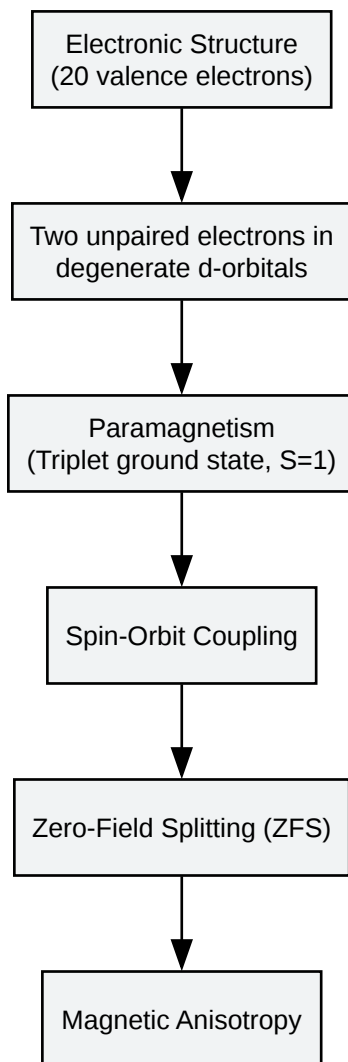 Electronic Structure
(20 valence electrons)
Two unpaired electrons in
degenerate d-orbitals
Paramagnetism
(Triplet ground state, S=1)
Spin-Orbit Coupling
Zero-Field Splitting (ZFS)
Magnetic Anisotropy